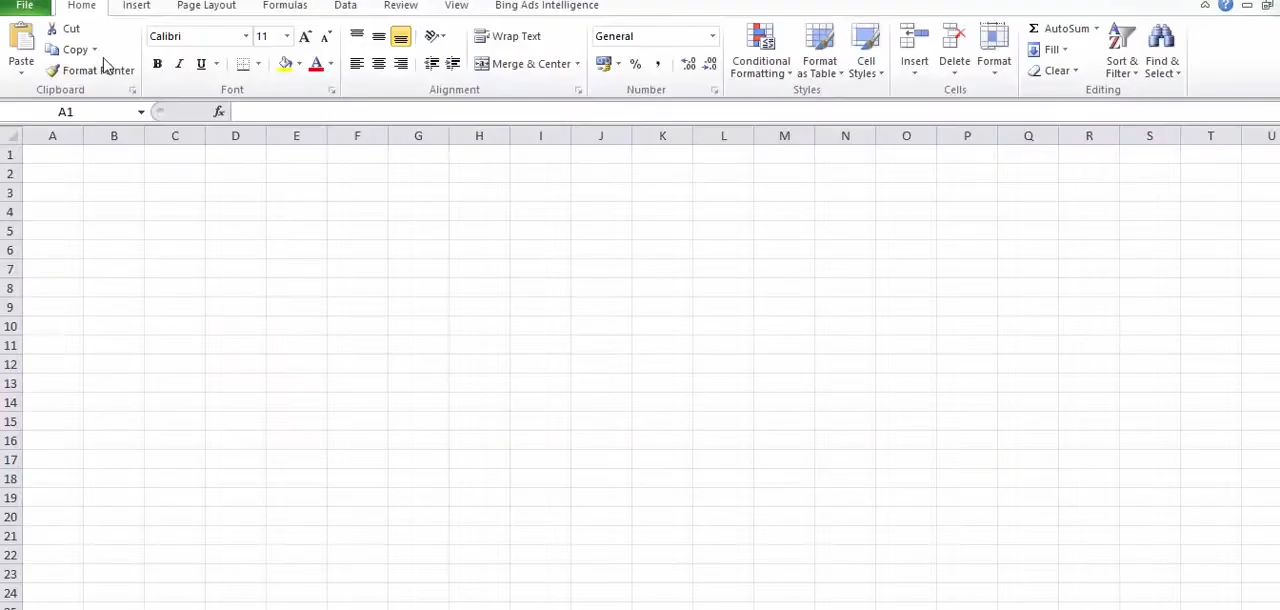 File Home Insert Page Layout Formulas Data Review View Bing Ads Intelligence
Cut
Calibri 11 Wrap Text General AutoSum
Copy
Paste
Format Painter
B I U Merge & Center % , Conditional Formatting Format as Table Cell Styles Insert Delete Format Fill Clear Sort & Filter Find & Select
Clipboard Font Alignment Number Styles Cells Editing
A1 fx
A B C D E F G H I J K L M N O P Q R S T U
1
2
3
4
5
6
7
8
9
10
11
12
13
14
15
16
17
18
19
20
21
22
23
24